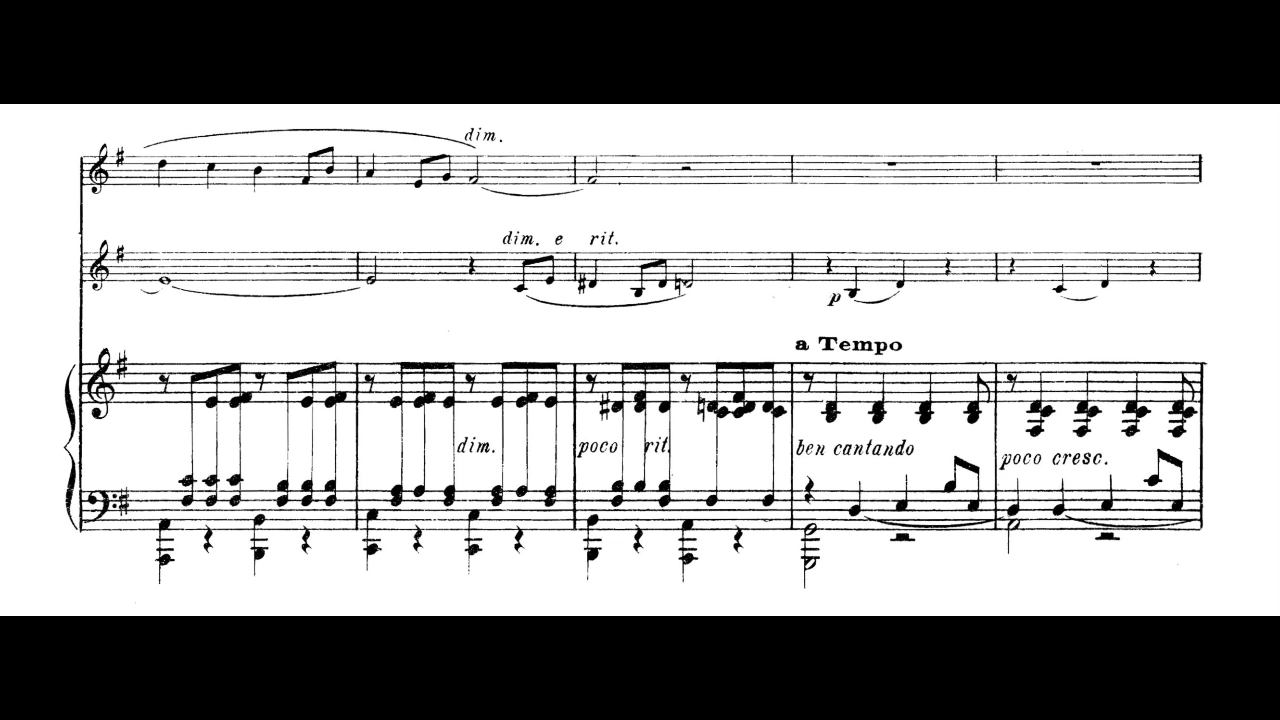 dim.
dim. e rit.
p
a Tempo
dim. poco rit. ben cantando poco cresc.